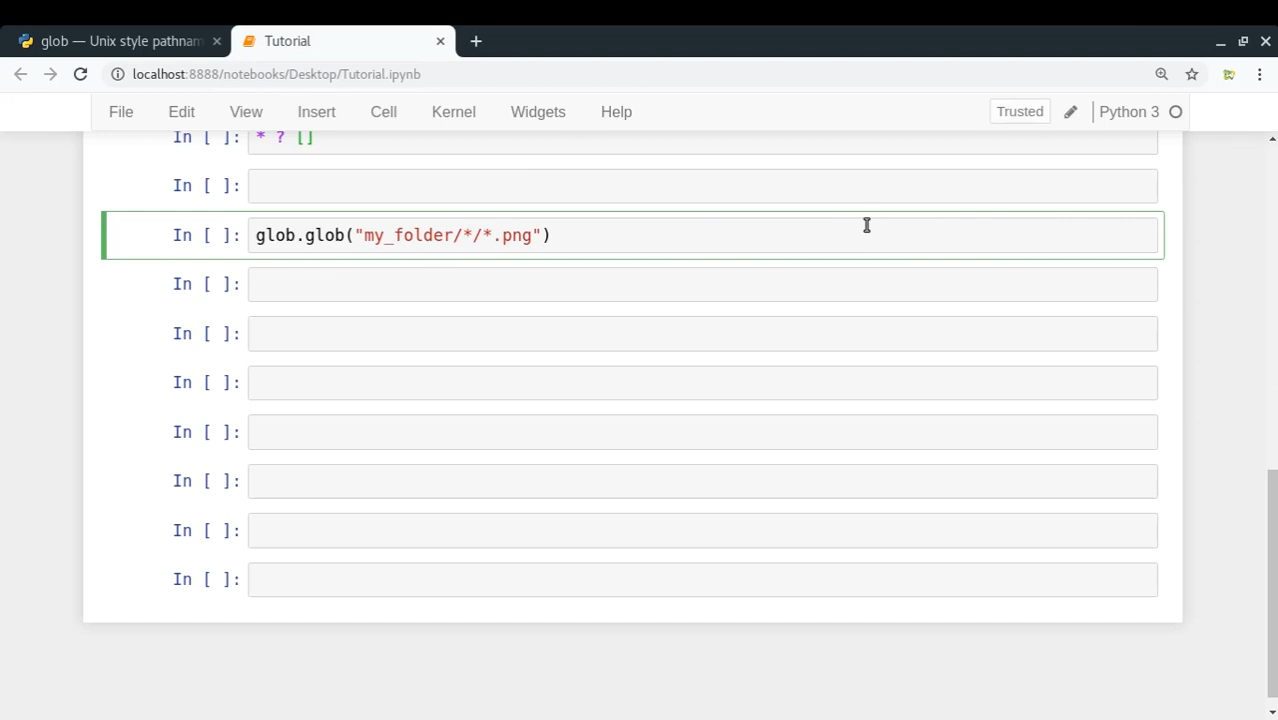 glob — Unix style pathnam
Tutorial
localhost:8888/notebooks/Desktop/Tutorial.ipynb
File Edit View Insert Cell Kernel Widgets Help Trusted Python 3
In [ ]: * ? []
In [ ]:
In [ ]: glob.glob("my_folder/*/*.png")
In [ ]:
In [ ]:
In [ ]:
In [ ]:
In [ ]:
In [ ]:
In [ ]: